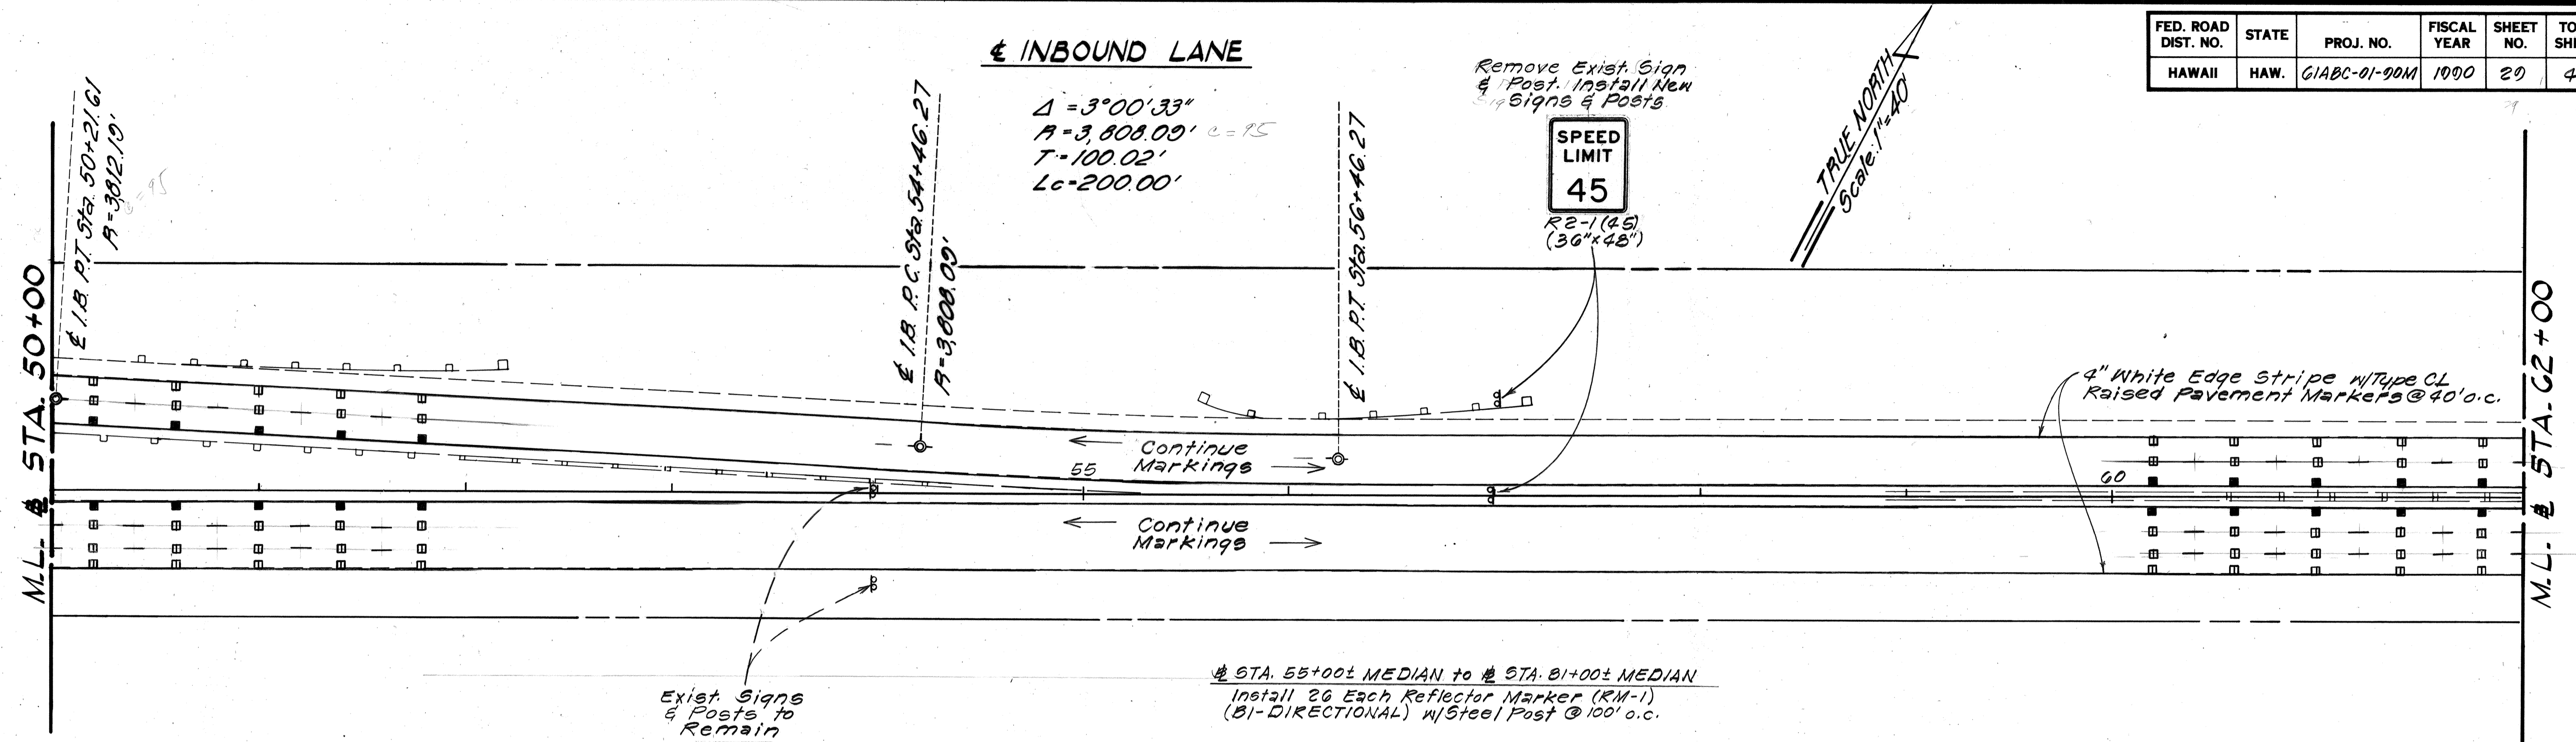 ℄ INBOUND LANE
Δ = 3°00'33"
R = 3,808.09' c = 95
T = 100.02'
Lc = 200.00'
Remove Exist. Sign
& Post. Install New
Signs & Posts
SPEED
LIMIT
45
R2-1(45)
(36"x48")
TRUE NORTH
Scale: 1"=40'
FED. ROAD DIST. NO. STATE PROJ. NO. FISCAL YEAR SHEET NO.
HAWAII HAW. 61ABC-01-90M 1990 29
℄ I.B. P.T. Sta. 50+21.61
R=3,812.19'
= 95
℄ I.B. P.C. Sta. 54+46.27
R=3,808.09'
℄ I.B. P.T. Sta. 56+46.27
M.L. ℄ STA. 50+00
4" White Edge Stripe w/Type CL
Raised Pavement Markers @ 40' o.c.
Continue
Markings
55
60
Continue
Markings
M.L. ℄ STA. 62+00
Exist. Signs
& Posts to
Remain
℄ STA. 55+00± MEDIAN to ℄ STA. 81+00± MEDIAN
Install 26 Each Reflector Marker (RM-1)
(BI-DIRECTIONAL) w/Steel Post @ 100' o.c.